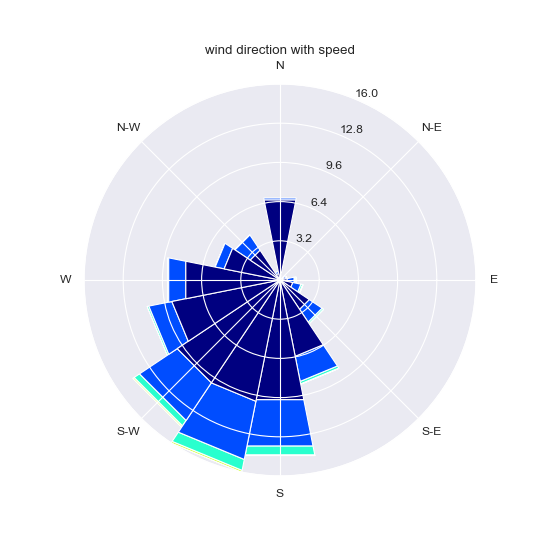 wind direction with speed
N
16.0
N-W
12.8
N-E
9.6
6.4
3.2
W
E
S-W
S-E
S